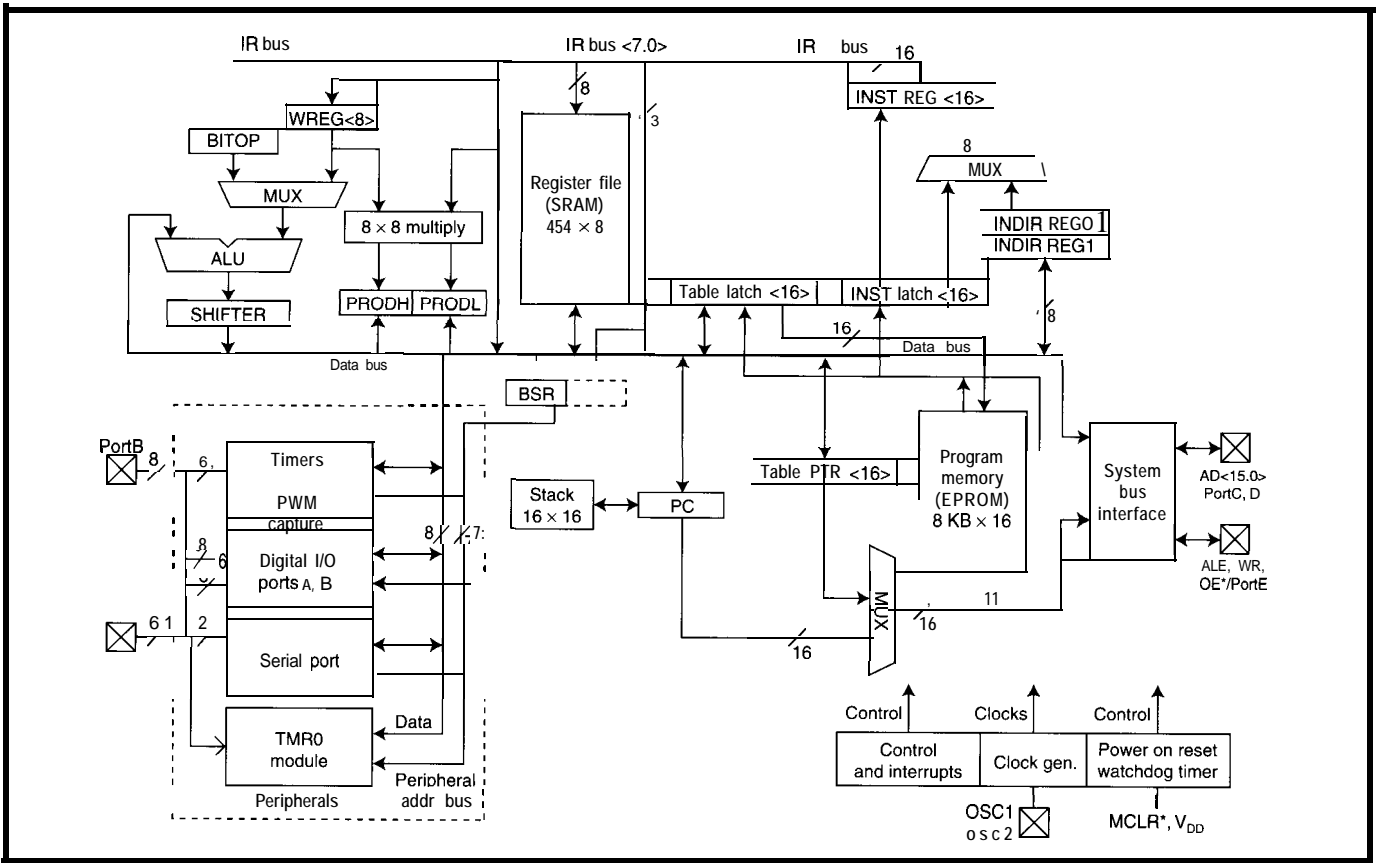 IR bus
IR bus <7.0>
IR bus
16
8
INST REG <16>
WREG<8>
3
BITOP
8
MUX
MUX
Register file
(SRAM)
454 × 8
8 × 8 multiply
INDIR REG0 1
INDIR REG1
ALU
Table latch <16>
INST latch <16>
PRODH
PRODL
SHIFTER
8
16
Data bus
Data bus
BSR
PortB
8
6,
Timers
PWM
capture
Table PTR <16>
Program
memory
(EPROM)
8 KB × 16
System
bus
interface
AD<15.0>
PortC, D
Stack
16 × 16
PC
8
7:
8
6
Digital I/O
ports A, B
ALE, WR,
OE*/PortE
MUX
11
16
6 1
2
Serial port
16
Data
TMR0
module
Peripheral
addr bus
Peripherals
Control
Clocks
Control
Control
and interrupts
Clock gen.
Power on reset
watchdog timer
OSC1
osc2
MCLR*, VDD